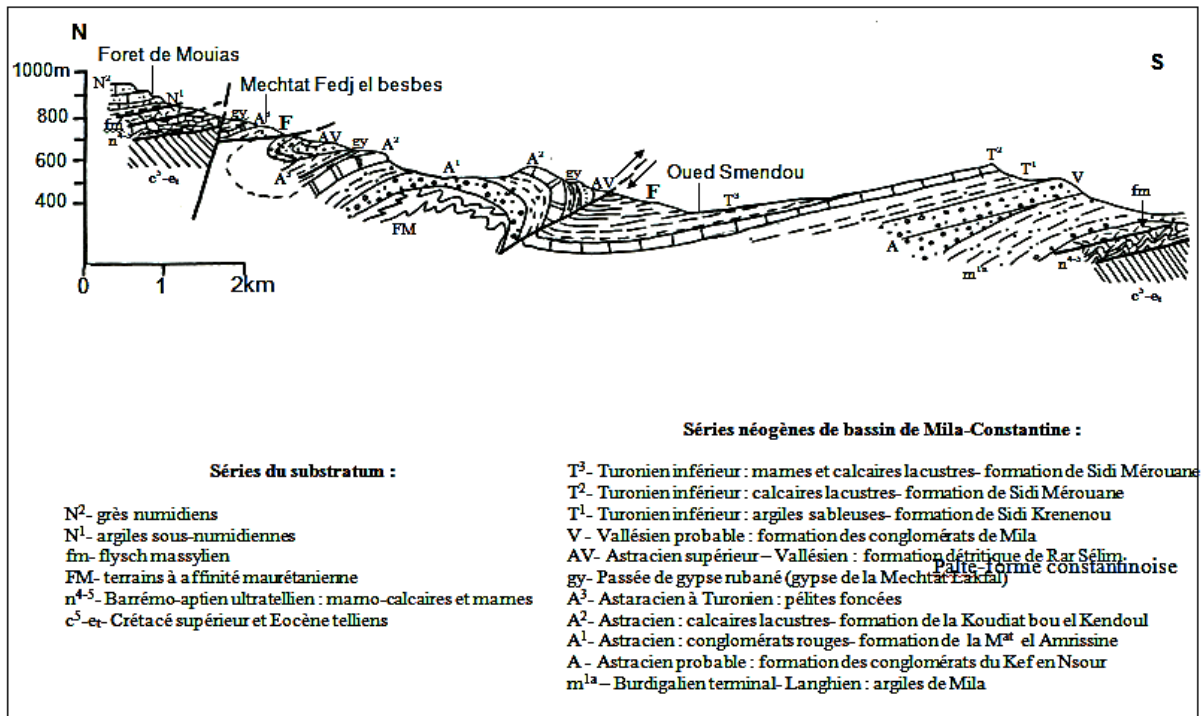 N
S
Foret de Mouias
Mechtat Fedj el besbes
1000m
800
600
400
N²
N¹
fm
n⁴⁻⁵
c⁵-eₜ
gy
A³
F
AV
gy
A²
A³
A¹
FM
A²
gy
AV
F
Oued Smendou
T³
T²
T¹
V
fm
A
m¹ª
n⁴⁻⁵
c⁵-eₜ
0 1 2km
Séries du substratum :
N²- grès numidiens
N¹- argiles sous-numidiennes
fm- flysch massylien
FM- terrains à affinité maurétanienne
n⁴⁻⁵- Barrémo-aptien ultratellien : marno-calcaires et marnes
c⁵-eₜ- Crétacé supérieur et Eocène telliens
Séries néogènes de bassin de Mila-Constantine :
T³- Turonien inférieur : marnes et calcaires lacustres- formation de Sidi Mérouane
T²- Turonien inférieur : calcaires lacustres- formation de Sidi Mérouane
T¹- Turonien inférieur : argiles sableuses- formation de Sidi Krenenou
V - Vallésien probable : formation des conglomérats de Mila
AV- Astracien supérieur – Vallésien : formation détritique de Rar Sélim
Palte-forme constantinoise
gy- Passée de gypse rubané (gypse de la Mechtat Lakfal)
A³- Astaracien à Turonien : pélites foncées
A²- Astracien : calcaires lacustres- formation de la Koudiat bou el Kendoul
A¹- Astracien : conglomérats rouges- formation de la Mᵃᵗ el Amrissine
A - Astracien probable : formation des conglomérats du Kef en Nsour
m¹ª – Burdigalien terminal- Langhien : argiles de Mila